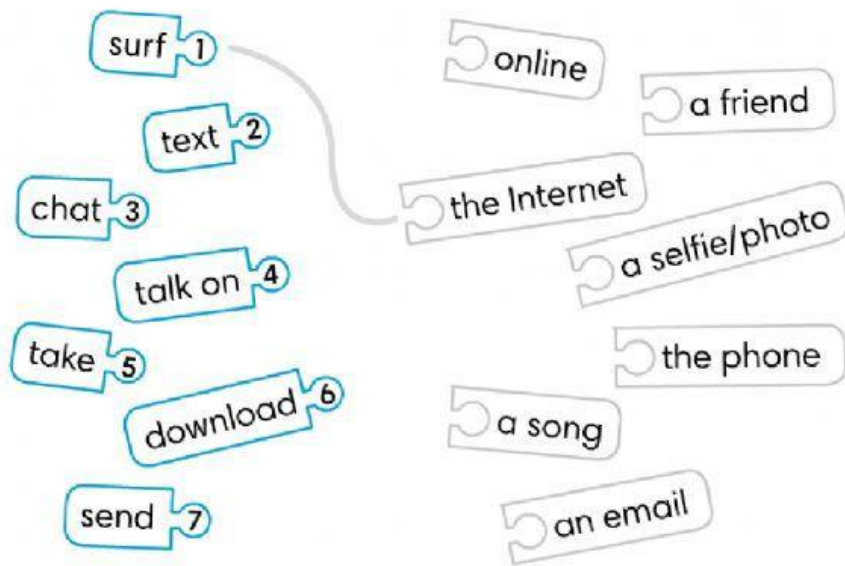 surf 1
text 2
chat 3
talk on 4
take 5
download 6
send 7
online
a friend
the Internet
a selfie/photo
the phone
a song
an email